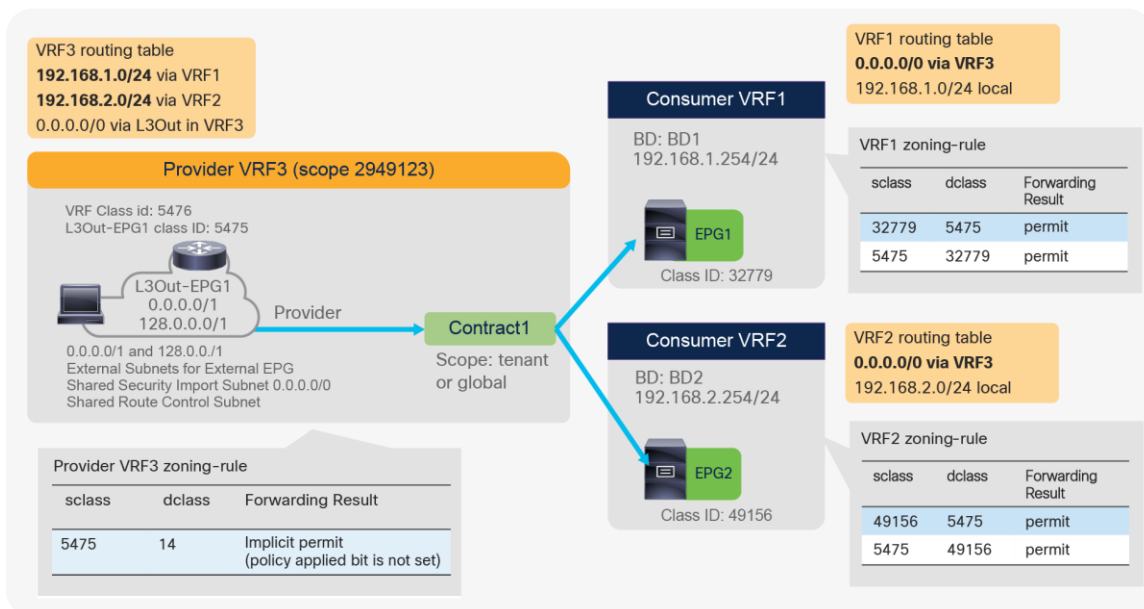 VRF3 routing table
192.168.1.0/24 via VRF1
192.168.2.0/24 via VRF2
0.0.0.0/0 via L3Out in VRF3
Provider VRF3 (scope 2949123)
VRF Class id: 5476
L3Out-EPG1 class ID: 5475
L3Out-EPG1
0.0.0.0/1
128.0.0.0/1
Provider
0.0.0.0/1 and 128.0.0./1
External Subnets for External EPG
Shared Security Import Subnet 0.0.0.0/0
Shared Route Control Subnet
Contract1
Scope: tenant
or global
Provider VRF3 zoning-rule
sclass dclass Forwarding Result
5475 14 Implicit permit
(policy applied bit is not set)
Consumer VRF1
BD: BD1
192.168.1.254/24
EPG1
Class ID: 32779
VRF1 routing table
0.0.0.0/0 via VRF3
192.168.1.0/24 local
VRF1 zoning-rule
sclass dclass Forwarding
Result
32779 5475 permit
5475 32779 permit
Consumer VRF2
BD: BD2
192.168.2.254/24
EPG2
Class ID: 49156
VRF2 routing table
0.0.0.0/0 via VRF3
192.168.2.0/24 local
VRF2 zoning-rule
sclass dclass Forwarding
Result
49156 5475 permit
5475 49156 permit